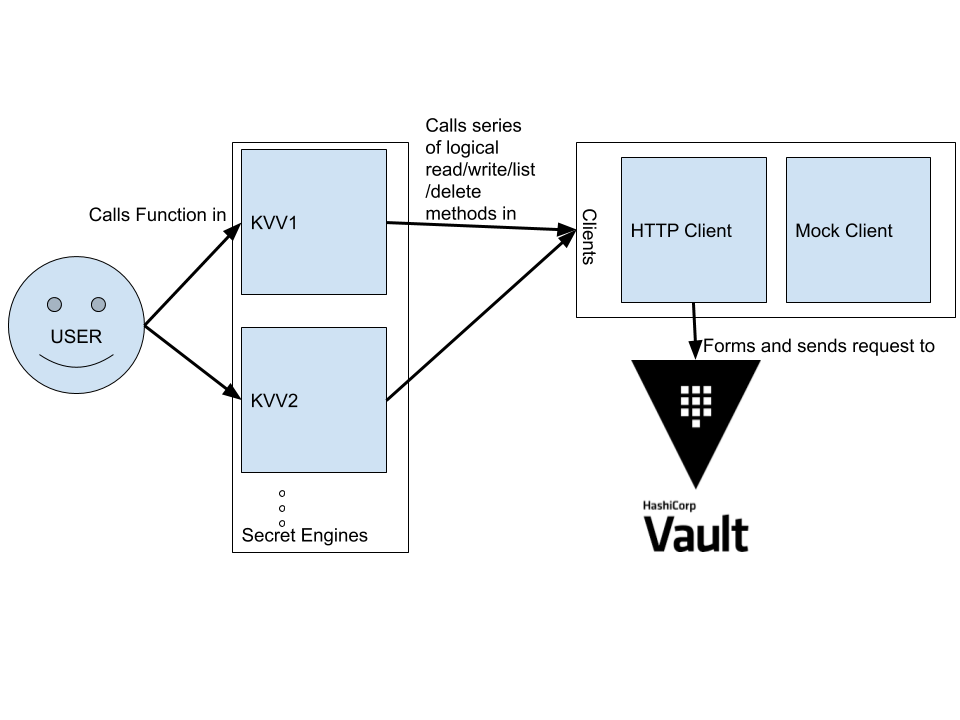 Calls series
of logical
read/write/list
/delete
methods in
Calls Function in
KVV1
Clients
HTTP Client
Mock Client
USER
Forms and sends request to
KVV2
HashiCorp
Vault
Secret Engines